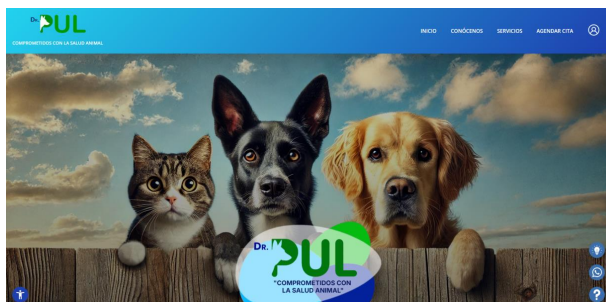 Dr. PUL
COMPROMETIDOS CON LA SALUD ANIMAL
INICIO CONÓCENOS SERVICIOS AGENDAR CITA
DR. PUL
"COMPROMETIDOS CON
LA SALUD ANIMAL"
?